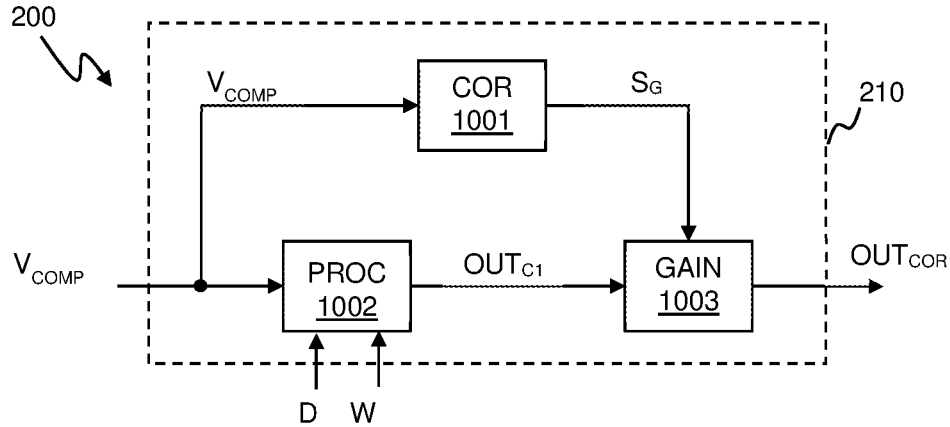 200
V_COMP
COR
1001
S_G
210
V_COMP
PROC
1002
OUT_C1
GAIN
1003
OUT_COR
D
W